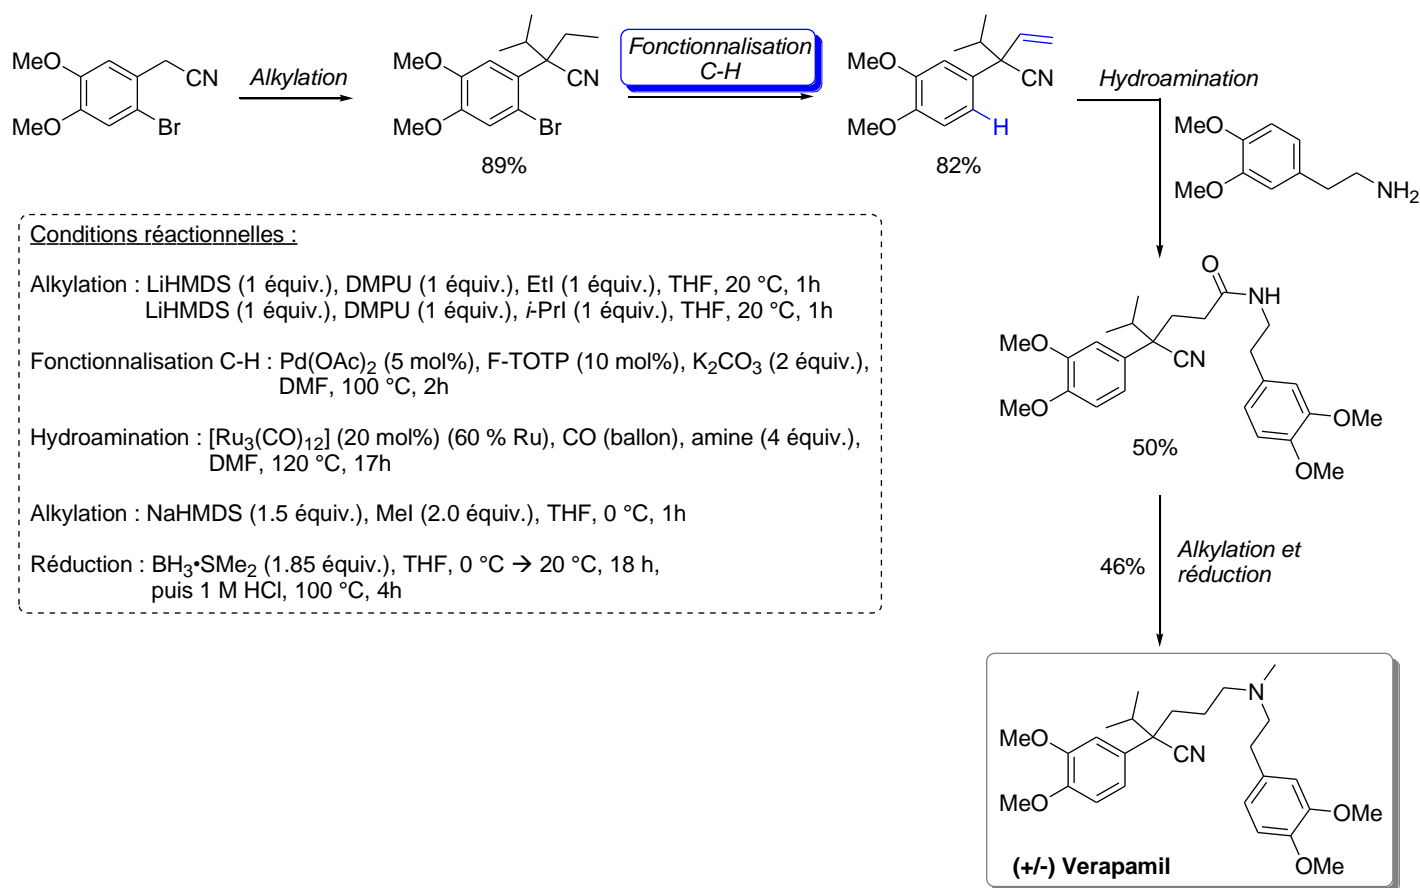 MeO
MeO
CN
Br
Alkylation
MeO
MeO
CN
Br
89%
Fonctionnalisation
C-H
MeO
MeO
CN
H
82%
Hydroamination
MeO
MeO
NH2
Conditions réactionnelles :
Alkylation : LiHMDS (1 équiv.), DMPU (1 équiv.), EtI (1 équiv.), THF, 20 °C, 1h
LiHMDS (1 équiv.), DMPU (1 équiv.), i-PrI (1 équiv.), THF, 20 °C, 1h
Fonctionnalisation C-H : Pd(OAc)2 (5 mol%), F-TOTP (10 mol%), K2CO3 (2 équiv.),
DMF, 100 °C, 2h
Hydroamination : [Ru3(CO)12] (20 mol%) (60 % Ru), CO (ballon), amine (4 équiv.),
DMF, 120 °C, 17h
Alkylation : NaHMDS (1.5 équiv.), MeI (2.0 équiv.), THF, 0 °C, 1h
Réduction : BH3•SMe2 (1.85 équiv.), THF, 0 °C → 20 °C, 18 h,
puis 1 M HCl, 100 °C, 4h
O
NH
MeO
MeO
CN
OMe
OMe
50%
46%
Alkylation et
réduction
N
MeO
MeO
CN
OMe
OMe
(+/-) Verapamil